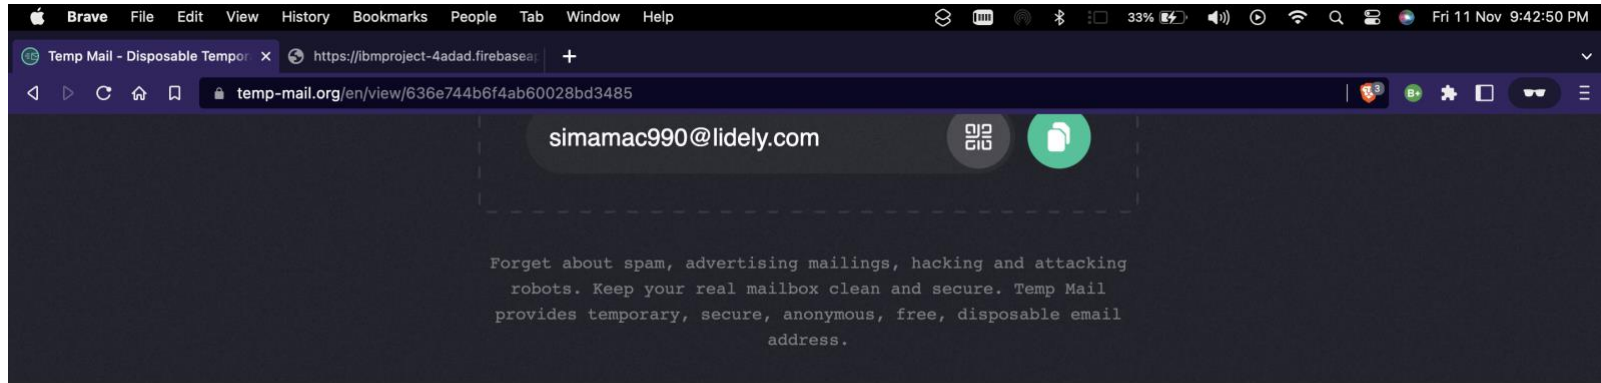 Brave File Edit View History Bookmarks People Tab Window Help 33% Fri 11 Nov 9:42:50 PM
Temp Mail - Disposable Tempor https://ibmproject-4adad.firebaseap
temp-mail.org/en/view/636e744b6f4ab60028bd3485 3 B+
simamac990@lidely.com
Forget about spam, advertising mailings, hacking and attacking
robots. Keep your real mailbox clean and secure. Temp Mail
provides temporary, secure, anonymous, free, disposable email
address.